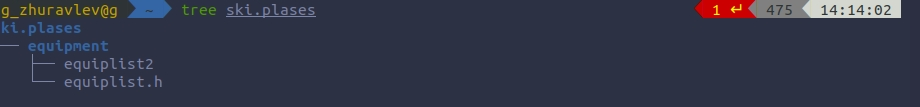 g_zhuravlev@g ~ tree ski.plases 1 ↵ 475 14:14:02
ki.plases
── equipment
├── equiplist2
└── equiplist.h